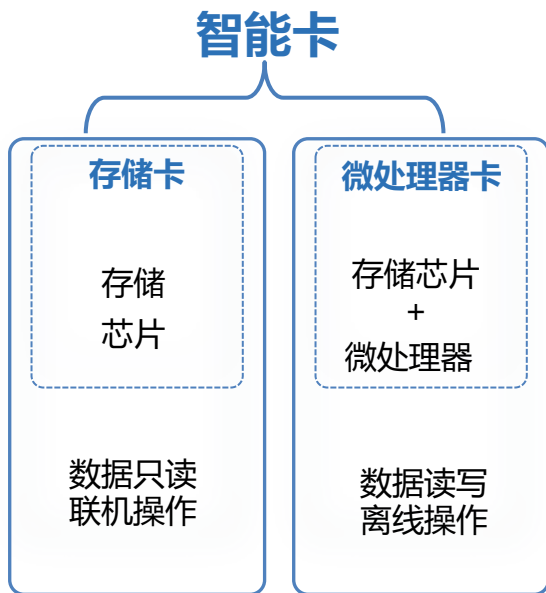 智能卡
存储卡
存储
芯片
数据只读
联机操作
微处理器卡
存储芯片
+
微处理器
数据读写
离线操作